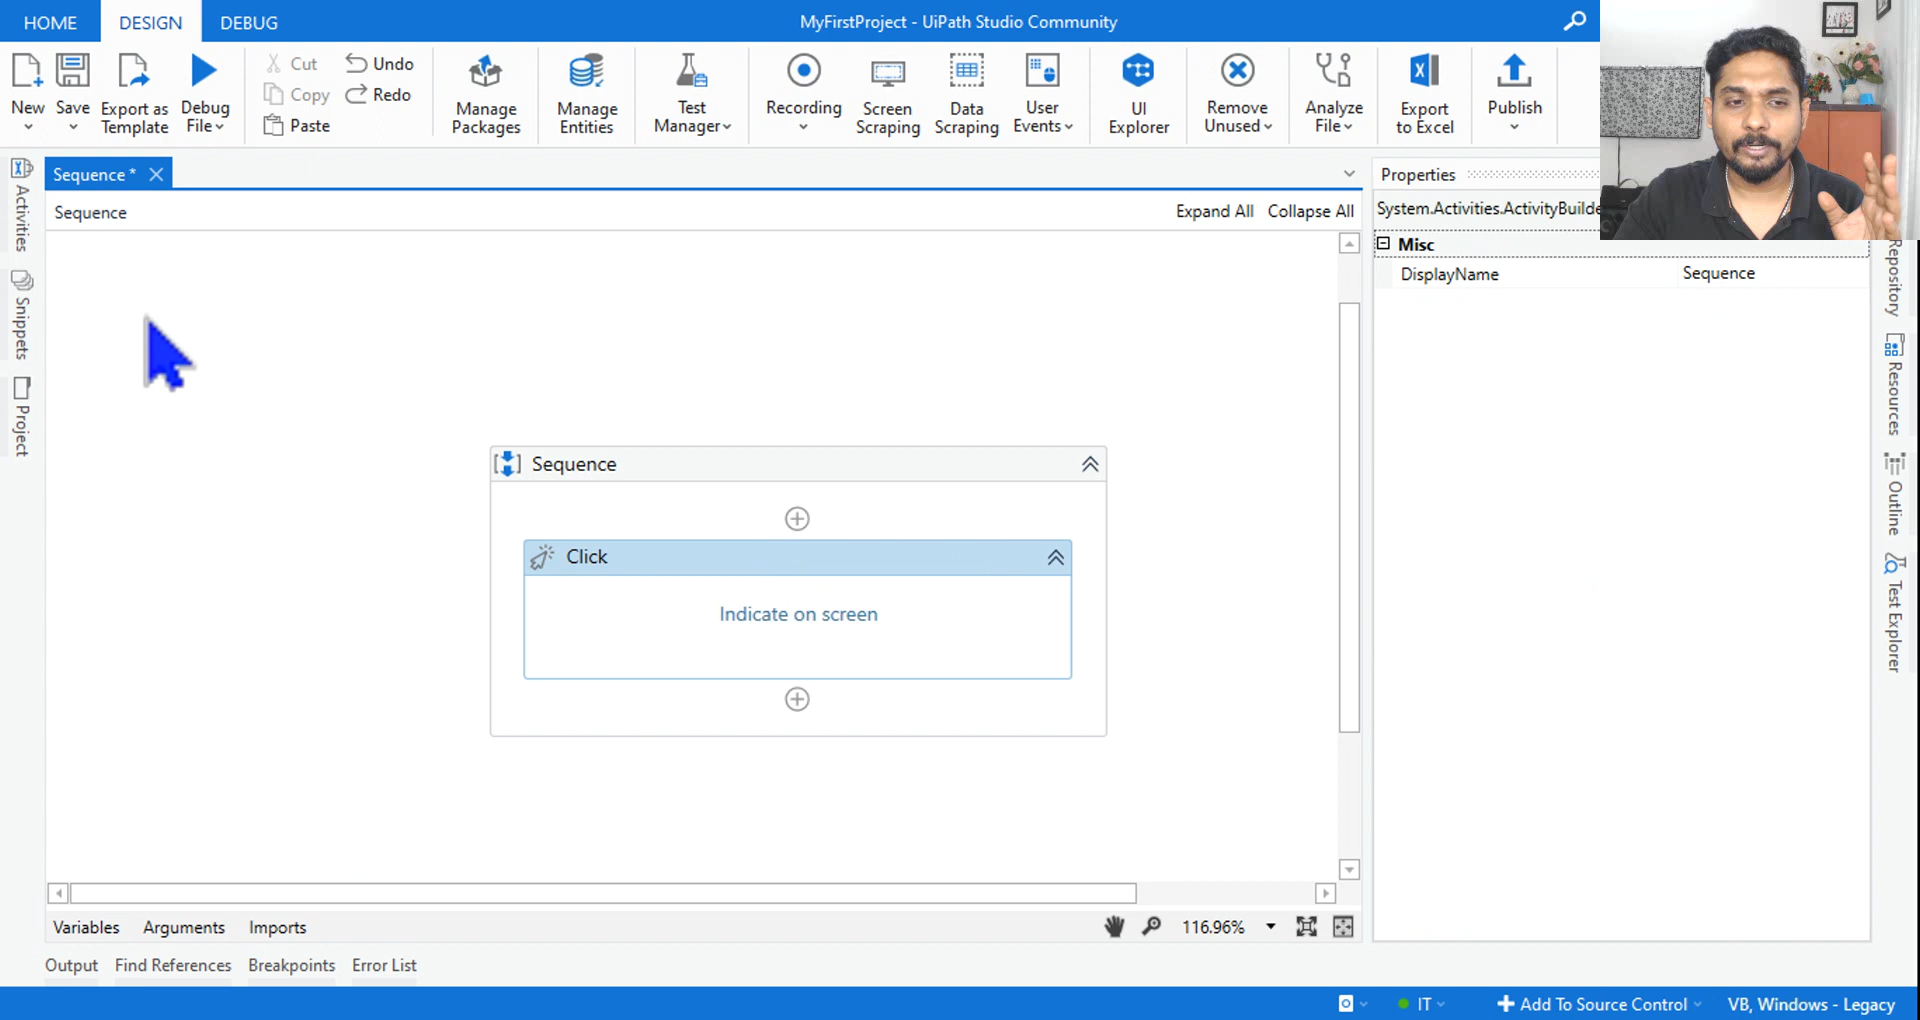 HOME DESIGN DEBUG MyFirstProject - UiPath Studio Community
New Save Export as Template Debug File
Cut Copy Paste Undo Redo
Manage Packages
Manage Entities
Test Manager
Recording
Screen Scraping
Data Scraping
User Events
UI Explorer
Remove Unused
Analyze File
Export to Excel
Publish
Activities
Snippets
Project
Sequence *
Sequence
Expand All Collapse All
Sequence
Click
Indicate on screen
Properties
System.Activities.ActivityBuilde
Misc
DisplayName Sequence
Repository
Resources
Outline
Test Explorer
Variables Arguments Imports
116.96%
Output Find References Breakpoints Error List
IT Add To Source Control VB, Windows - Legacy